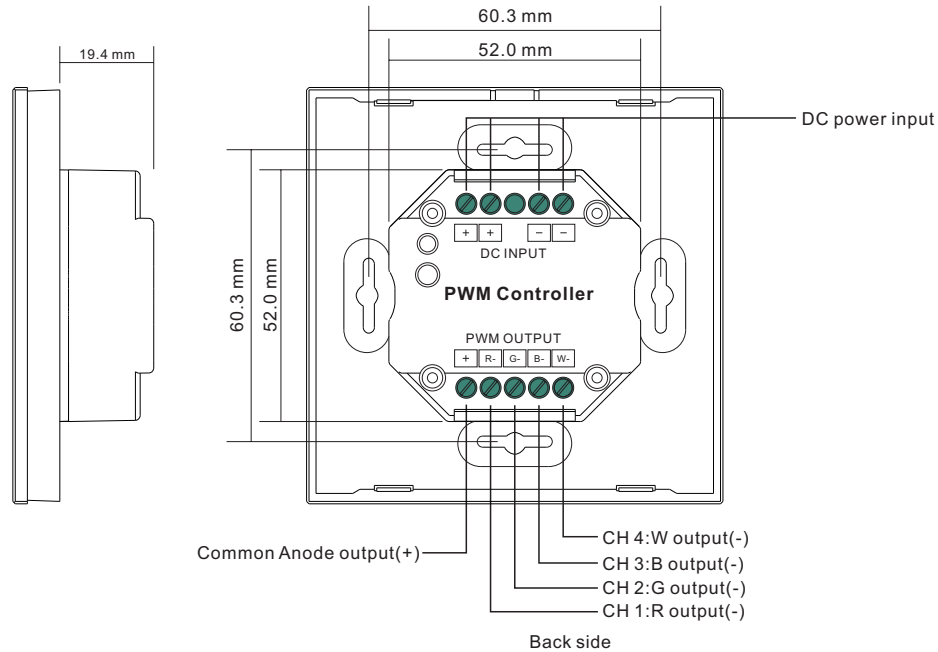 60.3 mm
52.0 mm
19.4 mm
DC power input
60.3 mm
52.0 mm
+ + − −
DC INPUT
PWM Controller
PWM OUTPUT
+ R- G- B- W-
Common Anode output(+)
CH 4:W output(-)
CH 3:B output(-)
CH 2:G output(-)
CH 1:R output(-)
Back side